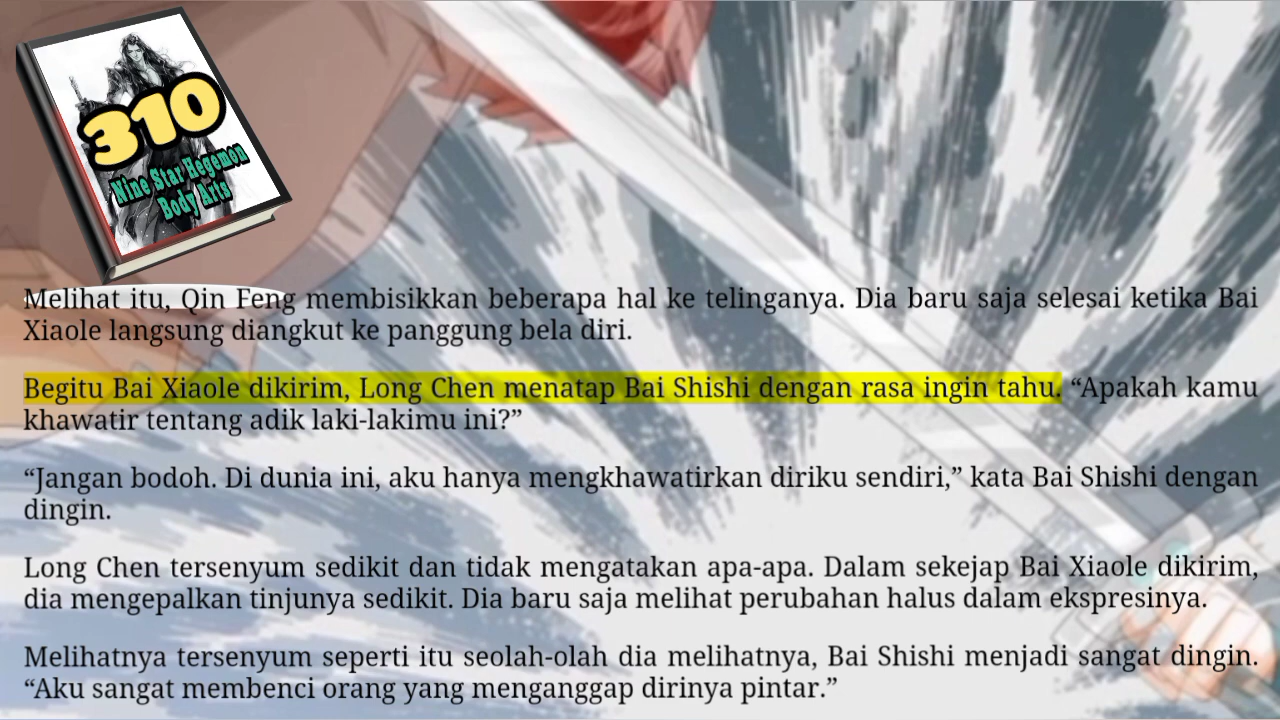 310
Nine Star Hegemon
Body Arts
Melihat itu, Qin Feng membisikkan beberapa hal ke telinganya. Dia baru saja selesai ketika Bai
Xiaole langsung diangkut ke panggung bela diri.
Begitu Bai Xiaole dikirim, Long Chen menatap Bai Shishi dengan rasa ingin tahu. “Apakah kamu
khawatir tentang adik laki-lakimu ini?”
“Jangan bodoh. Di dunia ini, aku hanya mengkhawatirkan diriku sendiri,” kata Bai Shishi dengan
dingin.
Long Chen tersenyum sedikit dan tidak mengatakan apa-apa. Dalam sekejap Bai Xiaole dikirim,
dia mengepalkan tinjunya sedikit. Dia baru saja melihat perubahan halus dalam ekspresinya.
Melihatnya tersenyum seperti itu seolah-olah dia melihatnya, Bai Shishi menjadi sangat dingin.
“Aku sangat membenci orang yang menganggap dirinya pintar.”